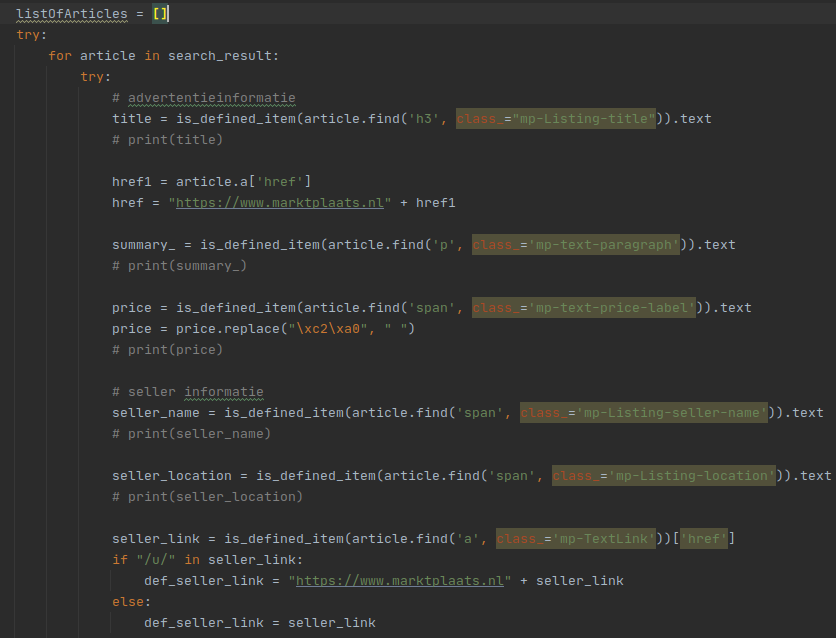 listOfArticles = []
try:
    for article in search_result:
        try:
            # advertentieinformatie
            title = is_defined_item(article.find('h3', class_="mp-Listing-title")).text
            # print(title)
            href1 = article.a['href']
            href = "https://www.marktplaats.nl" + href1
            summary_ = is_defined_item(article.find('p', class_='mp-text-paragraph')).text
            # print(summary_)
            price = is_defined_item(article.find('span', class_='mp-text-price-label')).text
            price = price.replace("\xc2\xa0", " ")
            # print(price)
            # seller informatie
            seller_name = is_defined_item(article.find('span', class_='mp-Listing-seller-name')).text
            # print(seller_name)
            seller_location = is_defined_item(article.find('span', class_='mp-Listing-location')).text
            # print(seller_location)
            seller_link = is_defined_item(article.find('a', class_='mp-TextLink'))['href']
            if "/u/" in seller_link:
                def_seller_link = "https://www.marktplaats.nl" + seller_link
            else:
                def_seller_link = seller_link